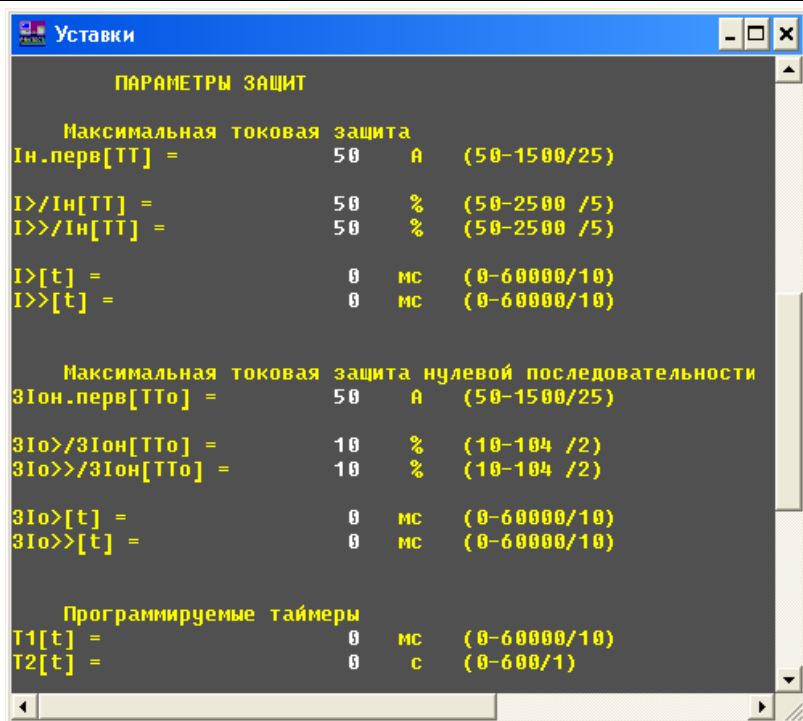 Уставки
ПАРАМЕТРЫ ЗАЩИТ
Максимальная токовая защита
Iн.перв[ТТ] = 50 А (50-1500/25)
I>/Iн[ТТ] = 50 % (50-2500 /5)
I>>/Iн[ТТ] = 50 % (50-2500 /5)
I>[t] = 0 мс (0-60000/10)
I>>[t] = 0 мс (0-60000/10)
Максимальная токовая защита нулевой последовательности
3Iон.перв[ТТо] = 50 А (50-1500/25)
3Iо>/3Iон[ТТо] = 10 % (10-104 /2)
3Iо>>/3Iон[ТТо] = 10 % (10-104 /2)
3Iо>[t] = 0 мс (0-60000/10)
3Iо>>[t] = 0 мс (0-60000/10)
Программируемые таймеры
T1[t] = 0 мс (0-60000/10)
T2[t] = 0 с (0-600/1)